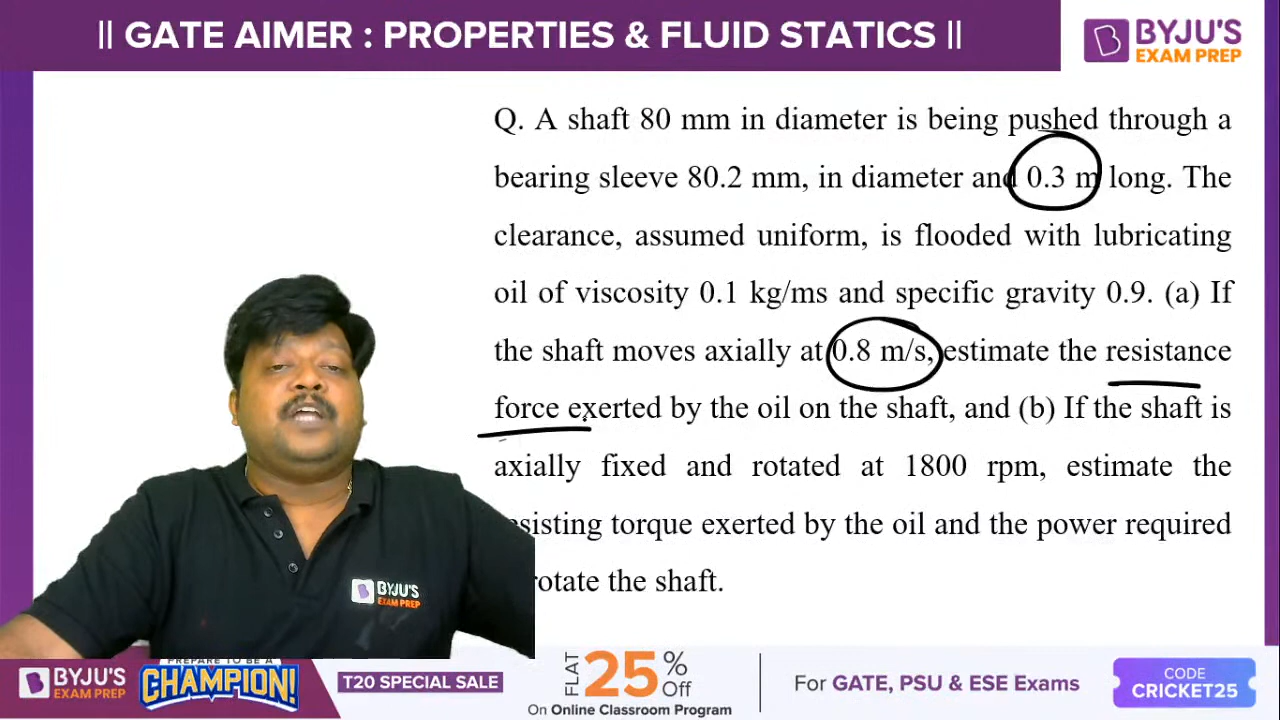 || GATE AIMER : PROPERTIES & FLUID STATICS ||
BYJU'S
EXAM PREP
Q. A shaft 80 mm in diameter is being pushed through a
bearing sleeve 80.2 mm, in diameter and 0.3 m long. The
clearance, assumed uniform, is flooded with lubricating
oil of viscosity 0.1 kg/ms and specific gravity 0.9. (a) If
the shaft moves axially at 0.8 m/s, estimate the resistance
force exerted by the oil on the shaft, and (b) If the shaft is
axially fixed and rotated at 1800 rpm, estimate the
torque exerted by the oil and the power required
rotate the shaft.
BYJU'S
EXAM PREP
BYJU'S
EXAM PREP
PREPARE TO BE A
CHAMPION!
T20 SPECIAL SALE
FLAT 25% Off
On Online Classroom Program
For GATE, PSU & ESE Exams
CODE
CRICKET25